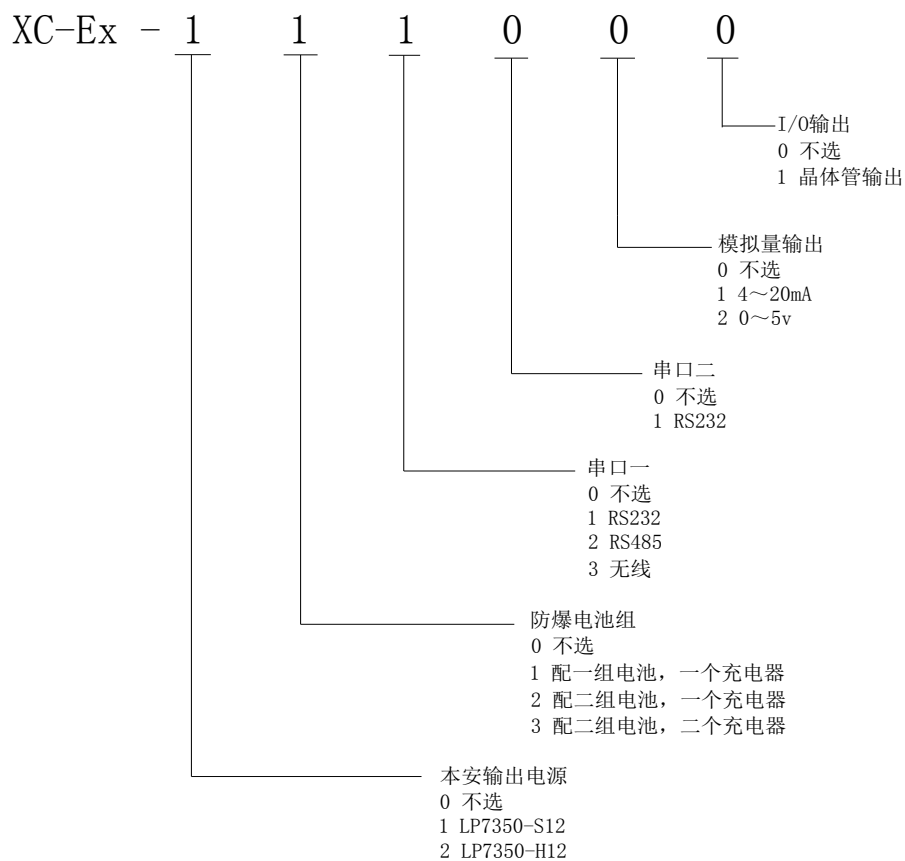 XC-Ex - 1 1 1 0 0 0
I/O输出
0 不选
1 晶体管输出
模拟量输出
0 不选
1 4～20mA
2 0～5v
串口二
0 不选
1 RS232
串口一
0 不选
1 RS232
2 RS485
3 无线
防爆电池组
0 不选
1 配一组电池，一个充电器
2 配二组电池，一个充电器
3 配二组电池，二个充电器
本安输出电源
0 不选
1 LP7350-S12
2 LP7350-H12